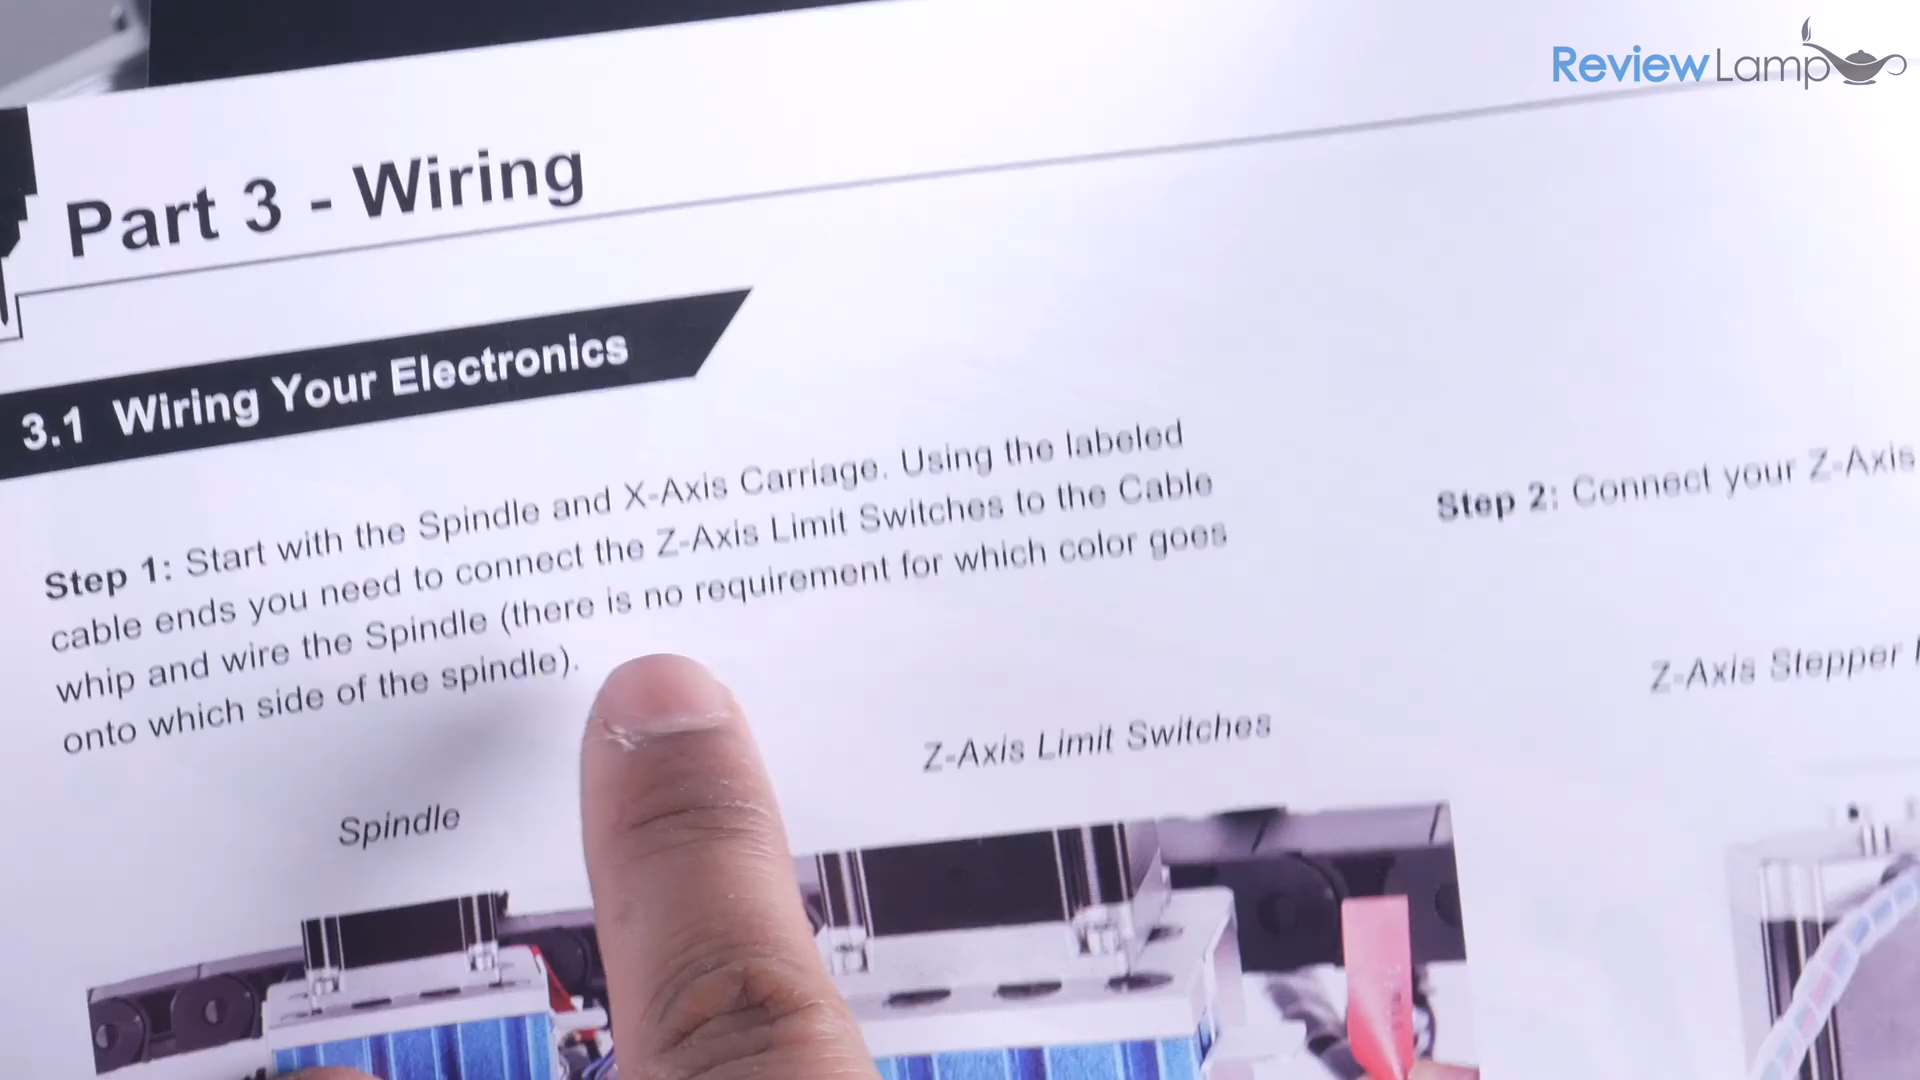 ReviewLamp
Part 3 - Wiring
3.1 Wiring Your Electronics
Step 1: Start with the Spindle and X-Axis Carriage. Using the labeled
cable ends you need to connect the Z-Axis Limit Switches to the Cable
whip and wire the Spindle (there is no requirement for which color goes
onto which side of the spindle).
Step 2: Connect your Z-Axis
Spindle
Z-Axis Limit Switches
Z-Axis Stepper